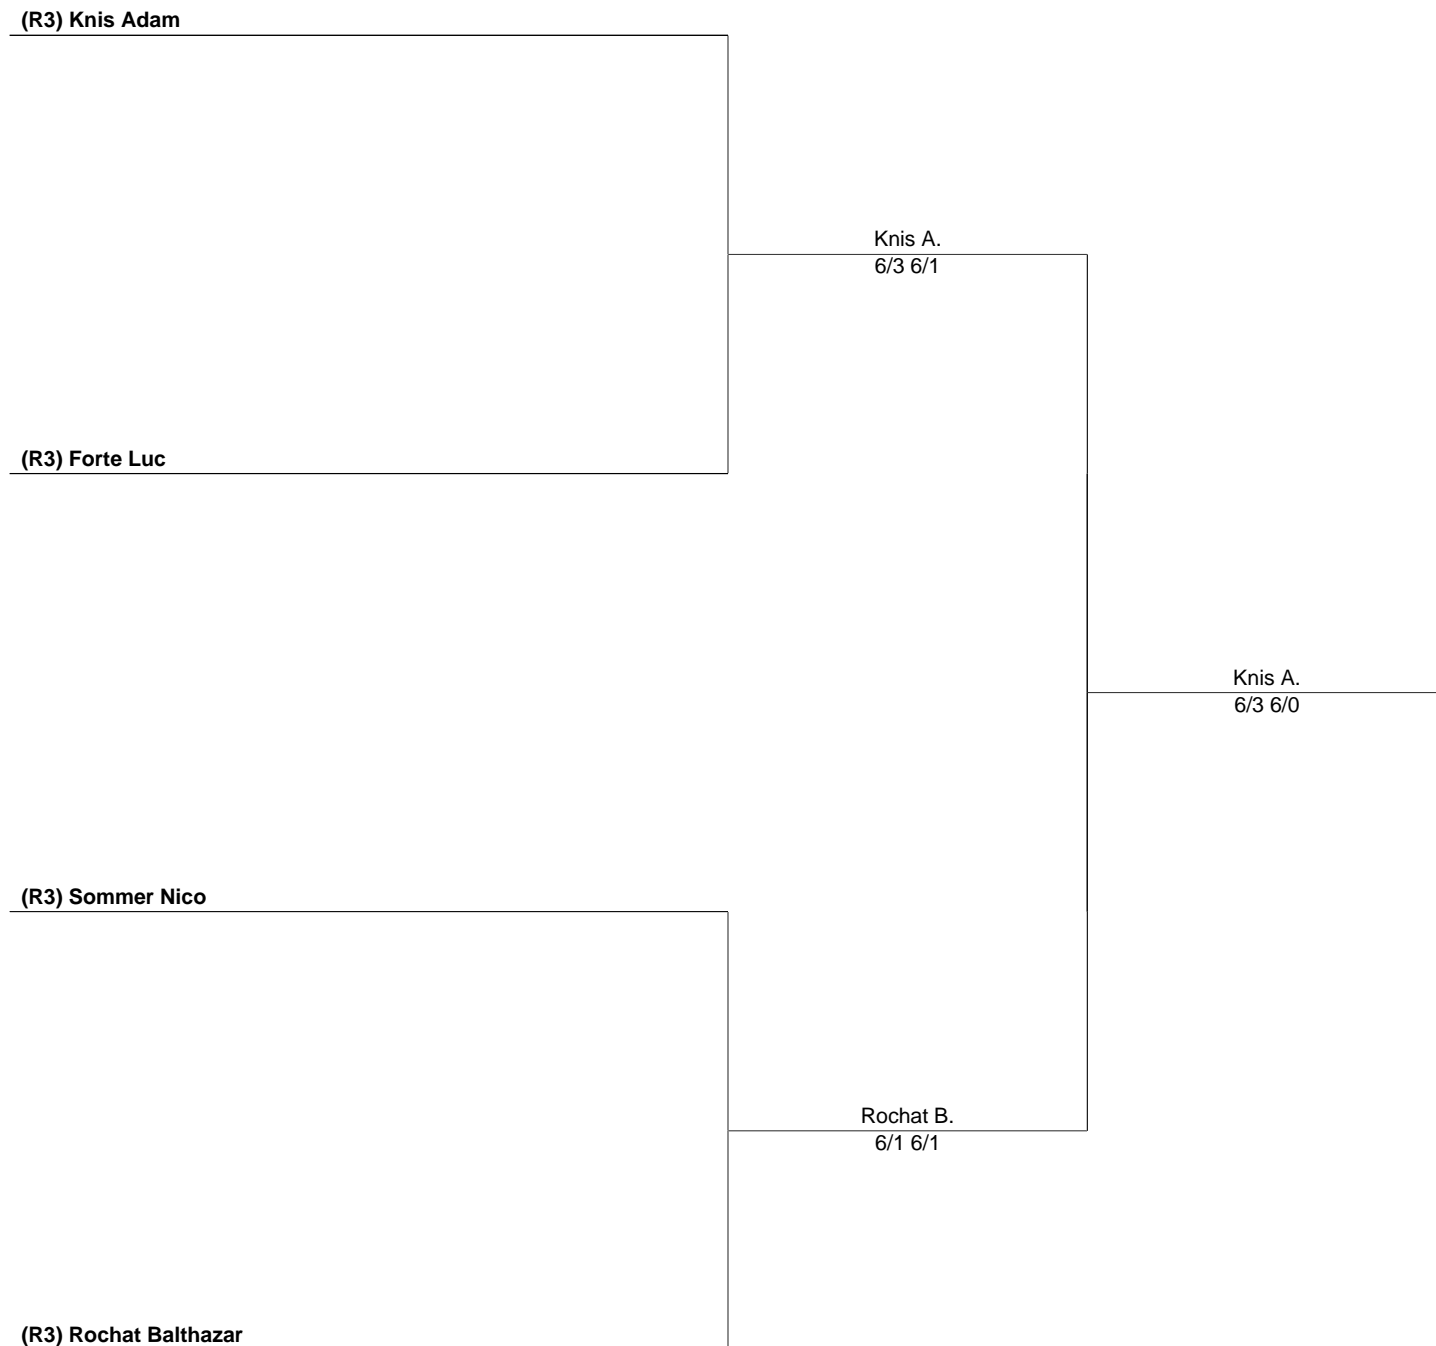 (R3) Knis Adam
Knis A.
6/3 6/1
(R3) Forte Luc
Knis A.
6/3 6/0
(R3) Sommer Nico
Rochat B.
6/1 6/1
(R3) Rochat Balthazar